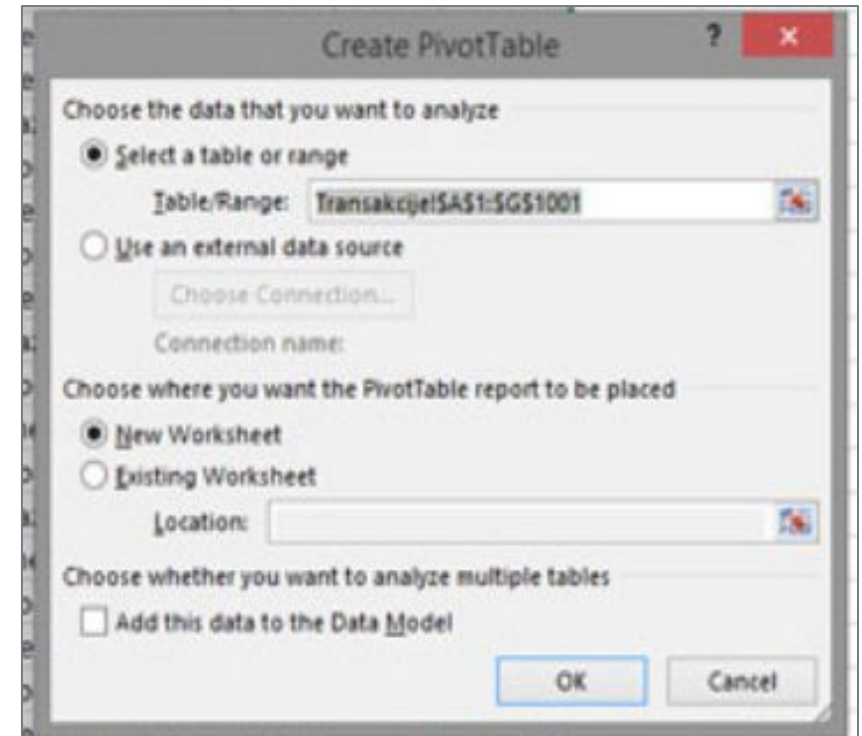 Create PivotTable
?
Choose the data that you want to analyze
Select a table or range
Table/Range: Transakcije!$A$1:$G$1001
Use an external data source
Choose Connection...
Connection name:
Choose where you want the PivotTable report to be placed
New Worksheet
Existing Worksheet
Location:
Choose whether you want to analyze multiple tables
Add this data to the Data Model
OK Cancel